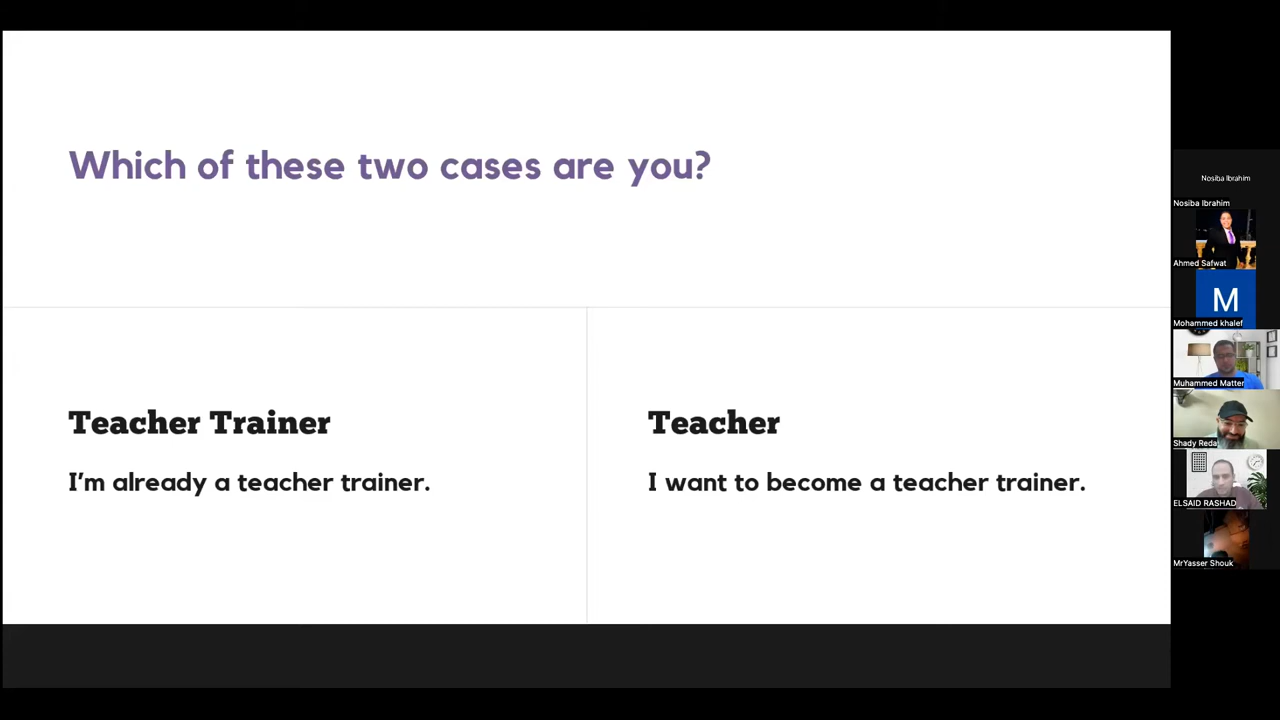 Which of these two cases are you?
Teacher Trainer
I'm already a teacher trainer.
Teacher
I want to become a teacher trainer.
Nosiba Ibrahim
Nosiba Ibrahim
Ahmed Safwat
M
Mohammed khalef
Muhammed Matter
Shady Reda
ELSAID RASHAD
MrYasser Shouk